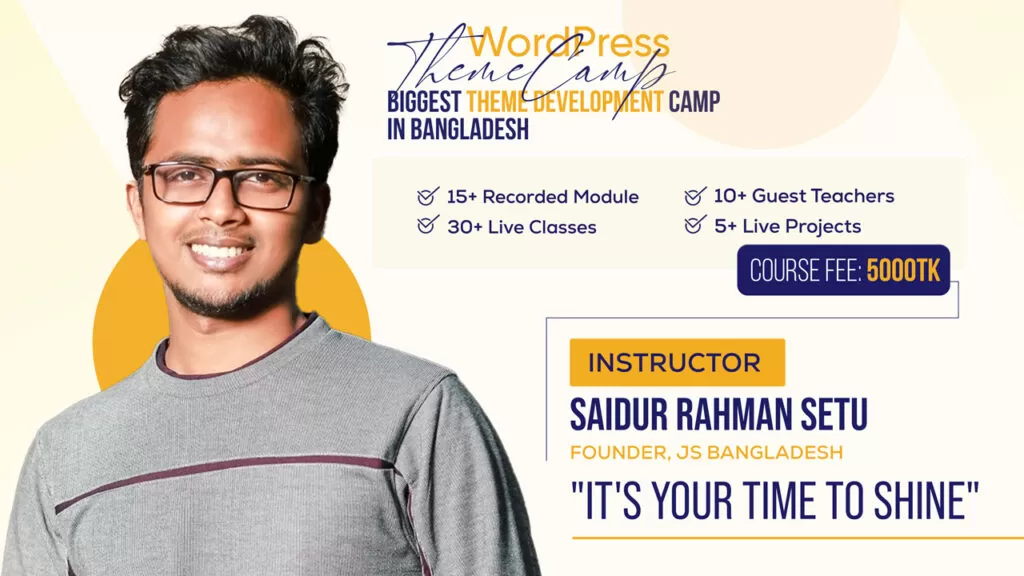 WordPress
ThemeCamp
BIGGEST THEME DEVELOPMENT CAMP
IN BANGLADESH
15+ Recorded Module
30+ Live Classes
10+ Guest Teachers
5+ Live Projects
COURSE FEE: 5000TK
INSTRUCTOR
SAIDUR RAHMAN SETU
FOUNDER, JS BANGLADESH
"IT'S YOUR TIME TO SHINE"